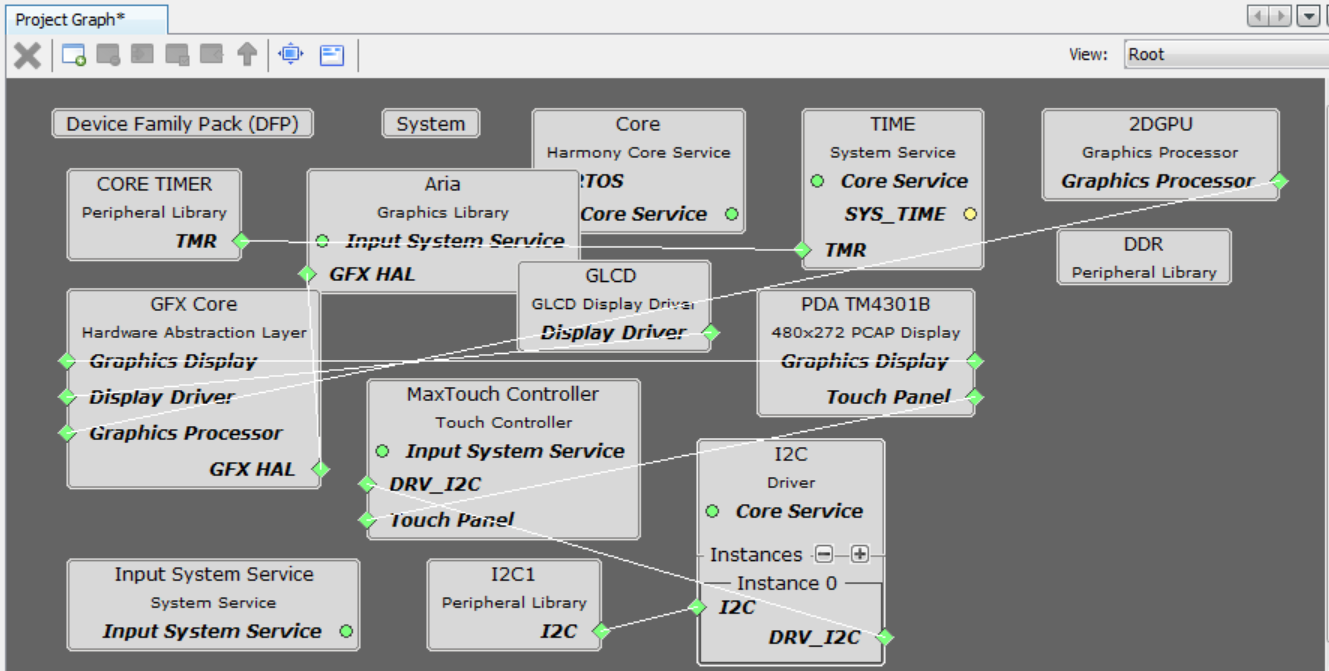 Project Graph*
View:
Root
Device Family Pack (DFP)
System
Core
Harmony Core Service
RTOS
Core Service
TIME
System Service
Core Service
SYS_TIME
TMR
2DGPU
Graphics Processor
Graphics Processor
CORE TIMER
Peripheral Library
TMR
Aria
Graphics Library
Input System Service
GFX HAL
DDR
Peripheral Library
GLCD
GLCD Display Driver
Display Driver
GFX Core
Hardware Abstraction Layer
Graphics Display
Display Driver
Graphics Processor
GFX HAL
PDA TM4301B
480x272 PCAP Display
Graphics Display
Touch Panel
MaxTouch Controller
Touch Controller
Input System Service
DRV_I2C
Touch Panel
I2C
Driver
Core Service
Instances
Instance 0
I2C
DRV_I2C
Input System Service
System Service
Input System Service
I2C1
Peripheral Library
I2C